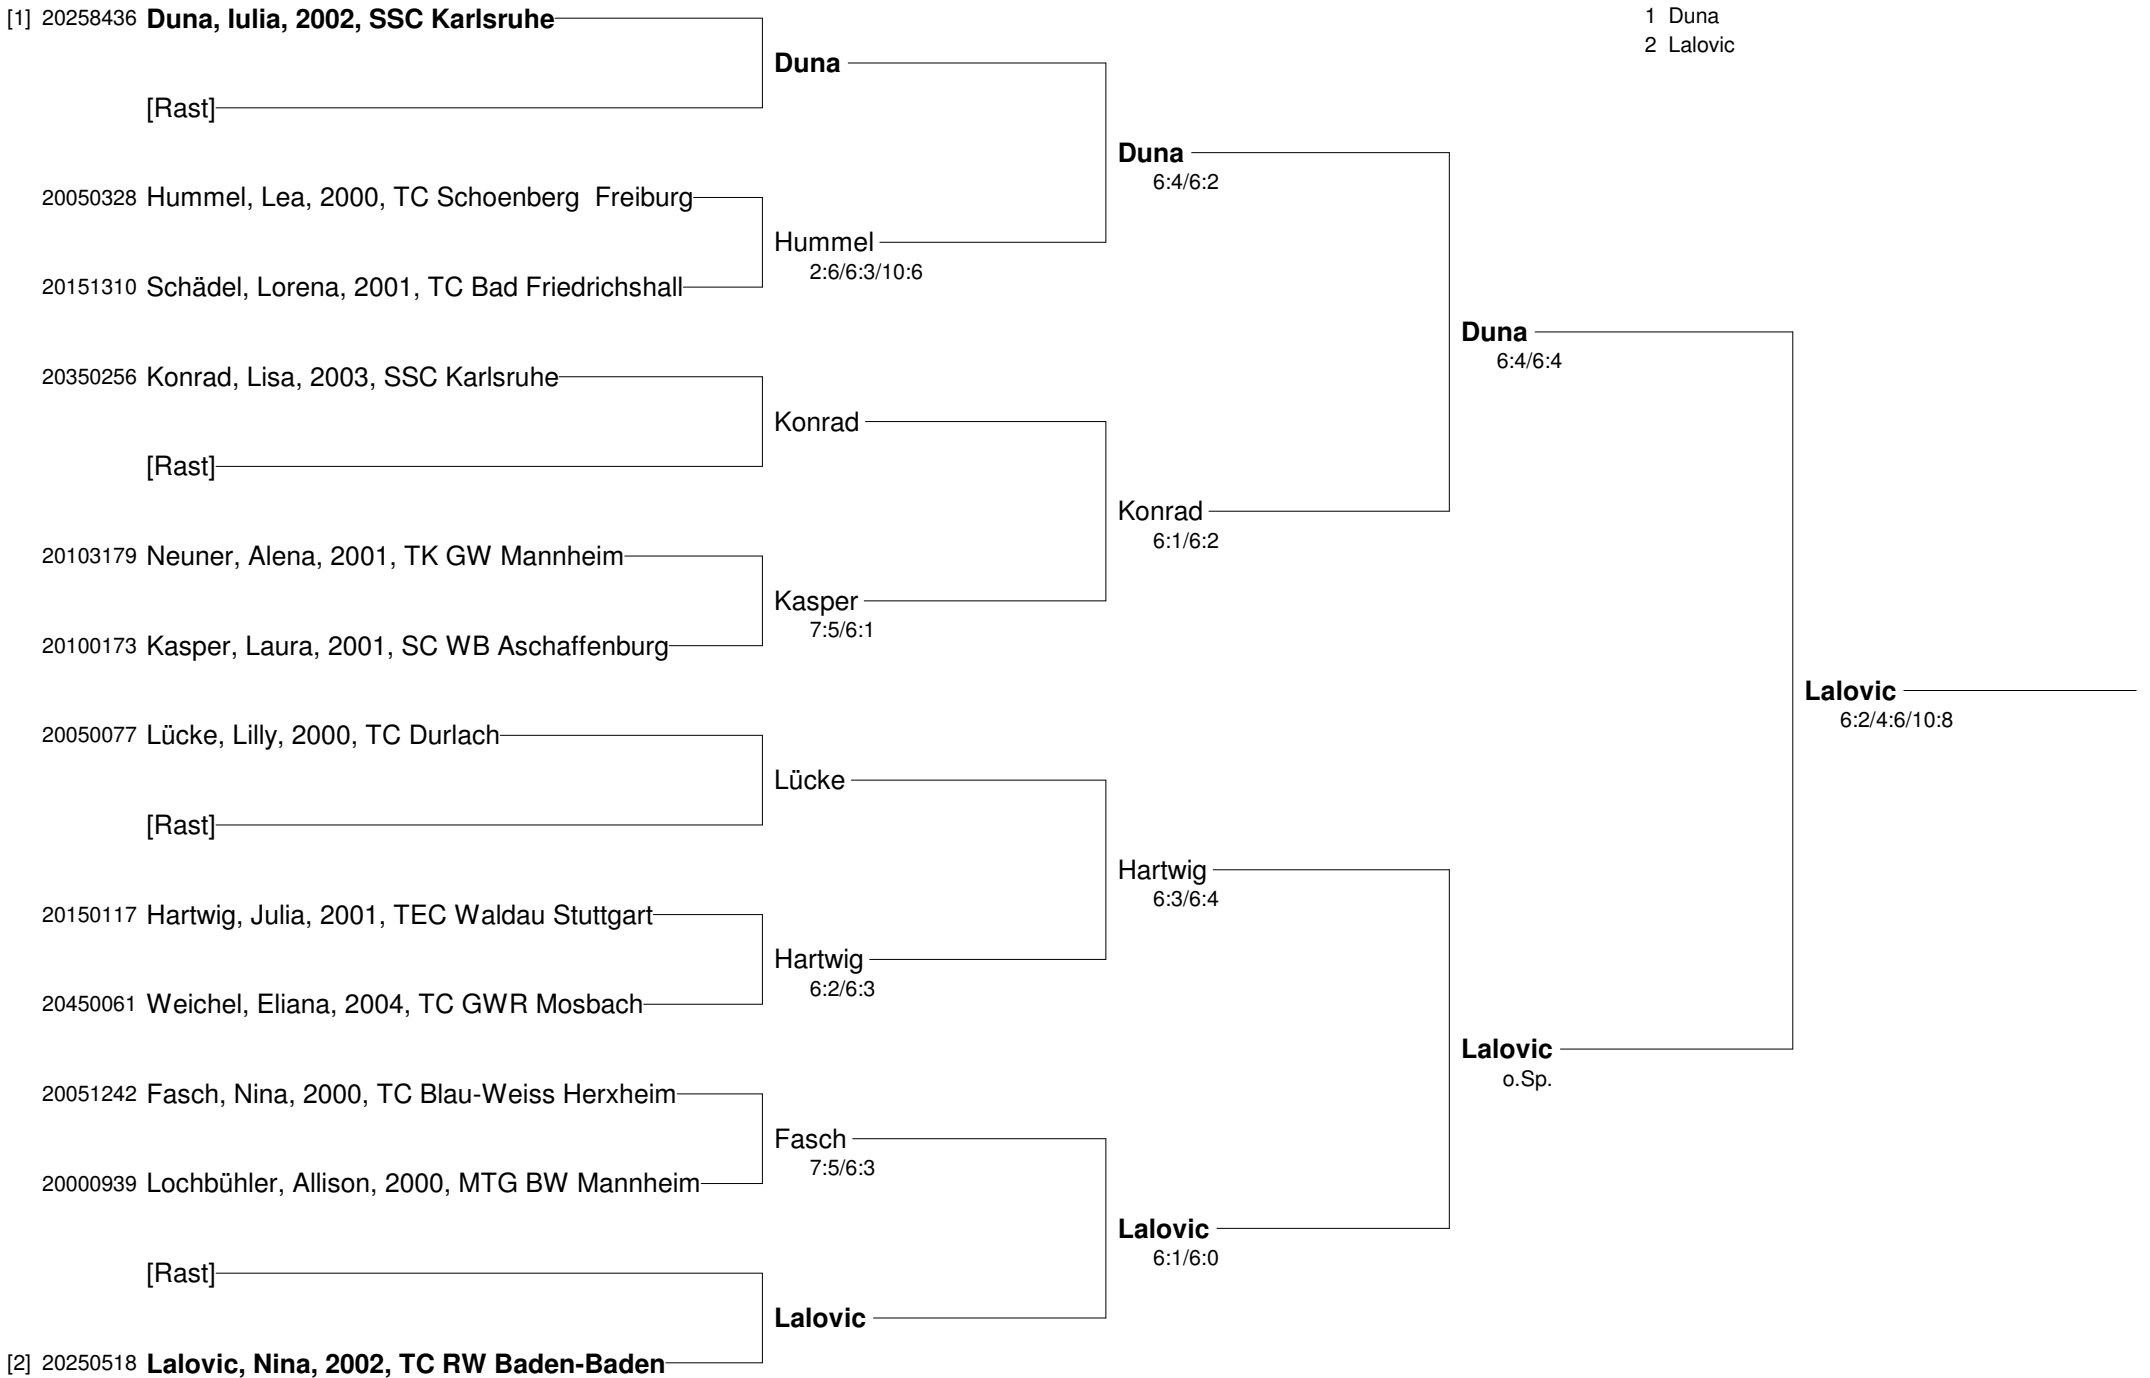 [1] 20258436 Duna, Iulia, 2002, SSC Karlsruhe
1 Duna
2 Lalovic
Duna
[Rast]
Duna
6:4/6:2
20050328 Hummel, Lea, 2000, TC Schoenberg  Freiburg
Hummel
2:6/6:3/10:6
20151310 Schädel, Lorena, 2001, TC Bad Friedrichshall
Duna
6:4/6:4
20350256 Konrad, Lisa, 2003, SSC Karlsruhe
Konrad
[Rast]
Konrad
6:1/6:2
20103179 Neuner, Alena, 2001, TK GW Mannheim
Kasper
7:5/6:1
20100173 Kasper, Laura, 2001, SC WB Aschaffenburg
Lalovic
6:2/4:6/10:8
20050077 Lücke, Lilly, 2000, TC Durlach
Lücke
[Rast]
Hartwig
6:3/6:4
20150117 Hartwig, Julia, 2001, TEC Waldau Stuttgart
Hartwig
6:2/6:3
20450061 Weichel, Eliana, 2004, TC GWR Mosbach
Lalovic
o.Sp.
20051242 Fasch, Nina, 2000, TC Blau-Weiss Herxheim
Fasch
7:5/6:3
20000939 Lochbühler, Allison, 2000, MTG BW Mannheim
Lalovic
6:1/6:0
[Rast]
Lalovic
[2] 20250518 Lalovic, Nina, 2002, TC RW Baden-Baden